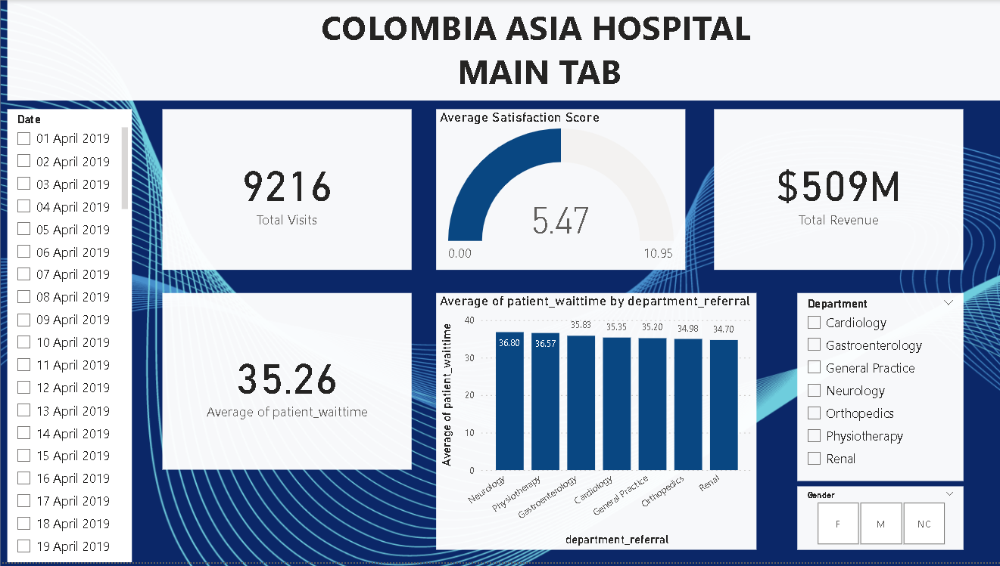 COLOMBIA ASIA HOSPITAL
MAIN TAB
Date
01 April 2019
02 April 2019
03 April 2019
04 April 2019
05 April 2019
06 April 2019
07 April 2019
08 April 2019
09 April 2019
10 April 2019
11 April 2019
12 April 2019
13 April 2019
14 April 2019
15 April 2019
16 April 2019
17 April 2019
18 April 2019
19 April 2019
9216
Total Visits
Average Satisfaction Score
5.47
0.00 10.95
$509M
Total Revenue
35.26
Average of patient_waittime
Average of patient_waittime by department_referral
Average of patient_waittime
40
30
20
10
0
36.80 36.57 35.83 35.35 35.20 34.98 34.70
Neurology
Physiotherapy
Gastroenterology
Cardiology
General Practice
Orthopedics
Renal
department_referral
Department
Cardiology
Gastroenterology
General Practice
Neurology
Orthopedics
Physiotherapy
Renal
Gender
F M NC